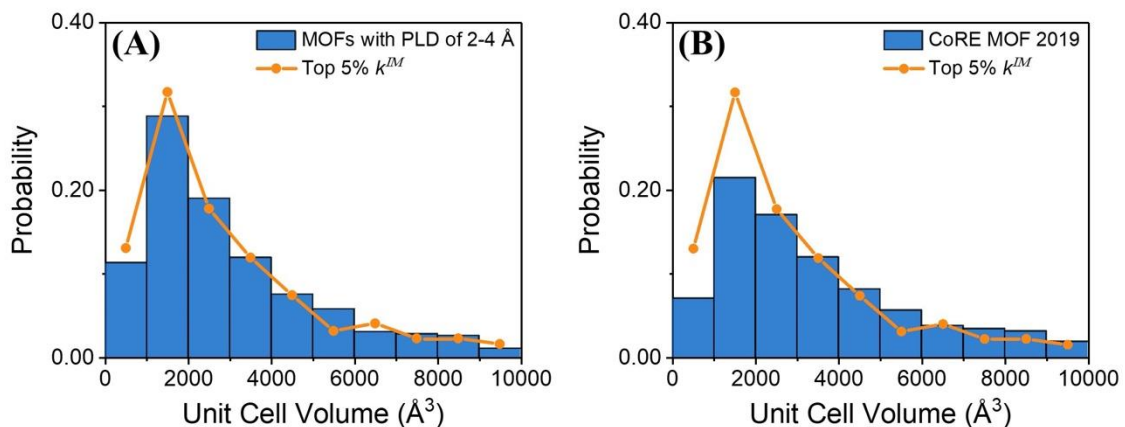 (A)
0.40
MOFs with PLD of 2-4 Å
Top 5% k^IM
Probability
0.20
0.00
0 2000 4000 6000 8000 10000
Unit Cell Volume (Å³)
(B)
0.40
CoRE MOF 2019
Top 5% k^IM
Probability
0.20
0.00
0 2000 4000 6000 8000 10000
Unit Cell Volume (Å³)